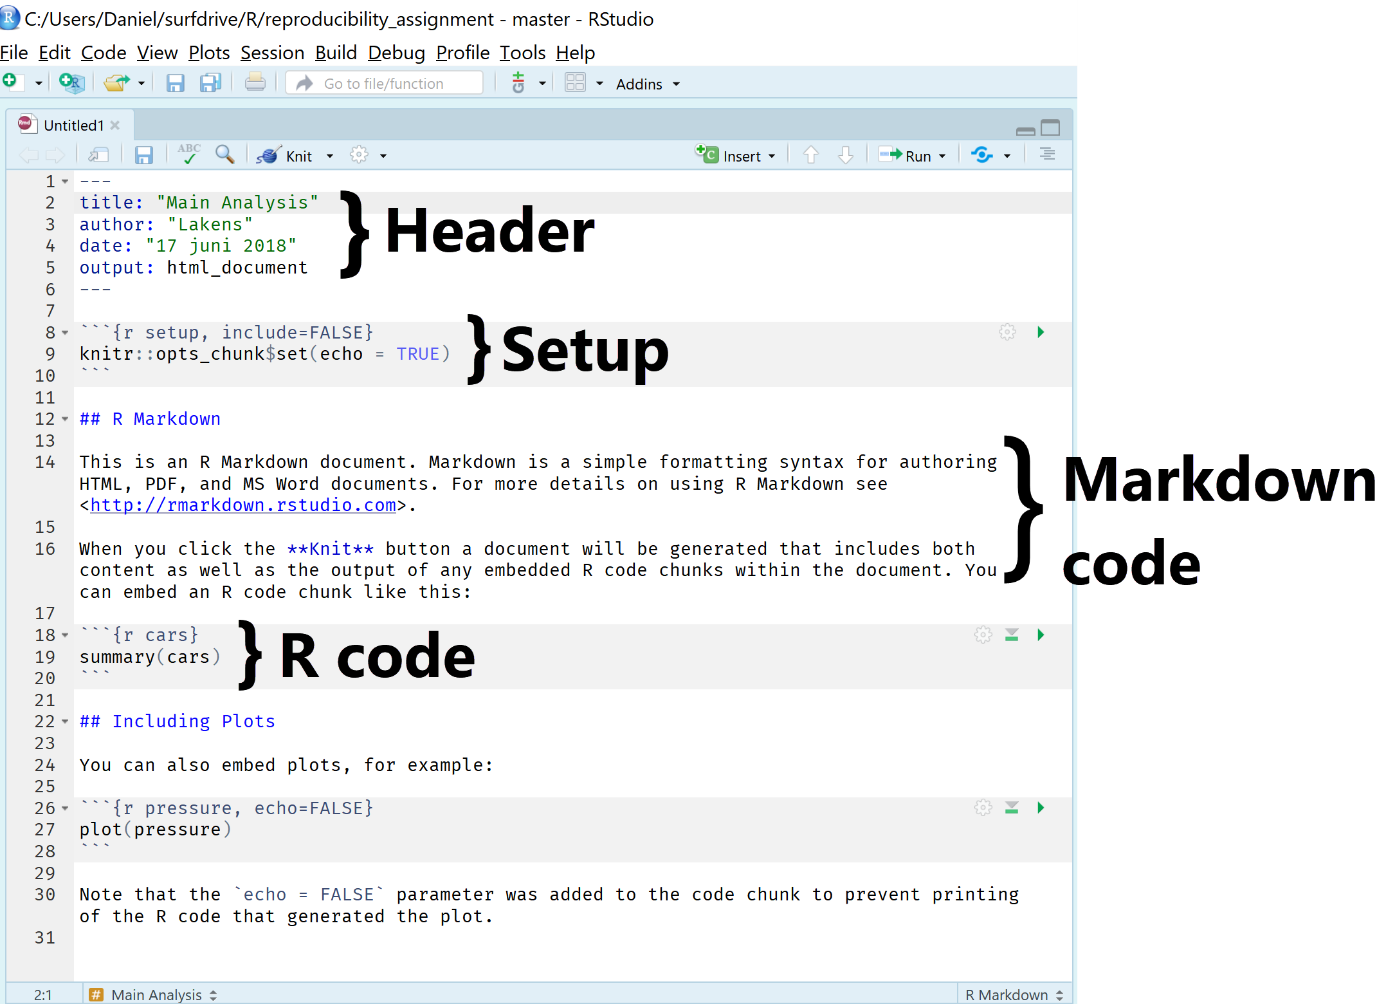 C:/Users/Daniel/surfdrive/R/reproducibility_assignment - master - RStudio
File Edit Code View Plots Session Build Debug Profile Tools Help
Go to file/function Addins
Untitled1
ABC Knit Insert Run
1 ---
2 title: "Main Analysis"
3 author: "Lakens"
4 date: "17 juni 2018"
5 output: html_document
6 ---
Header
7
8 ```{r setup, include=FALSE}
9 knitr::opts_chunk$set(echo = TRUE)
10 ```
Setup
11
12 ## R Markdown
13
14 This is an R Markdown document. Markdown is a simple formatting syntax for authoring
HTML, PDF, and MS Word documents. For more details on using R Markdown see
<http://rmarkdown.rstudio.com>.
15
16 When you click the **Knit** button a document will be generated that includes both
content as well as the output of any embedded R code chunks within the document. You
can embed an R code chunk like this:
Markdown
code
17
18 ```{r cars}
19 summary(cars)
20 ```
R code
21
22 ## Including Plots
23
24 You can also embed plots, for example:
25
26 ```{r pressure, echo=FALSE}
27 plot(pressure)
28 ```
29
30 Note that the `echo = FALSE` parameter was added to the code chunk to prevent printing
of the R code that generated the plot.
31
2:1 # Main Analysis R Markdown